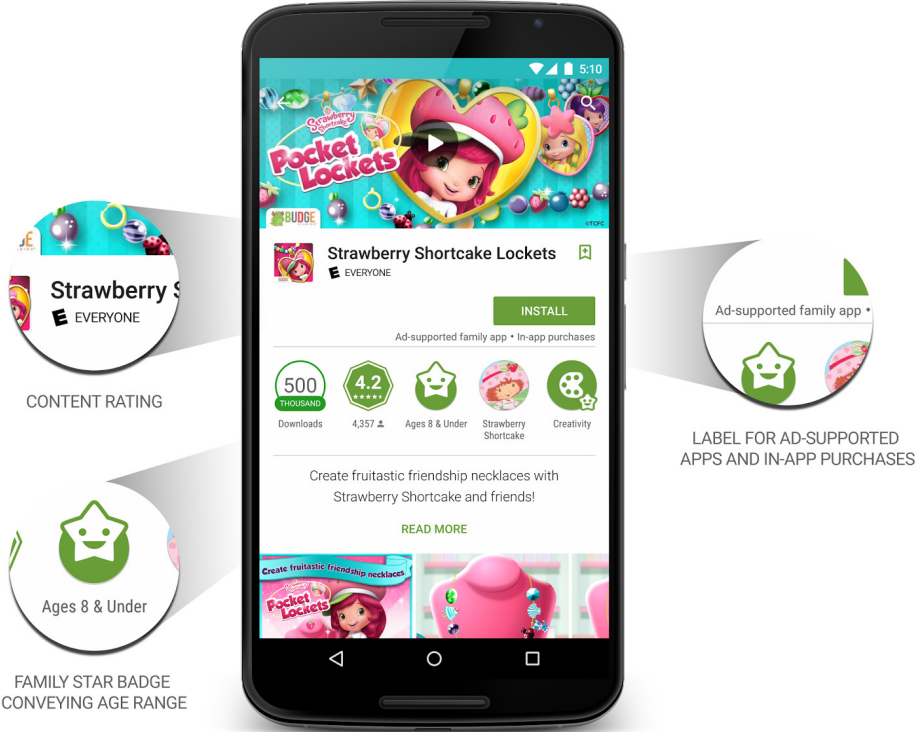 5:10
Strawberry
Shortcake
Pocket
Lockets
BUDGE
©TCFC
Strawberry Shortcake Lockets
E EVERYONE
INSTALL
Ad-supported family app • In-app purchases
500
THOUSAND
Downloads
4.2
4,357
Ages 8 & Under
Strawberry
Shortcake
Creativity
Create fruitastic friendship necklaces with
Strawberry Shortcake and friends!
READ MORE
Create fruitastic friendship necklaces
Pocket
Lockets
Strawberry S
E EVERYONE
CONTENT RATING
Ages 8 & Under
FAMILY STAR BADGE
CONVEYING AGE RANGE
Ad-supported family app •
LABEL FOR AD-SUPPORTED
APPS AND IN-APP PURCHASES